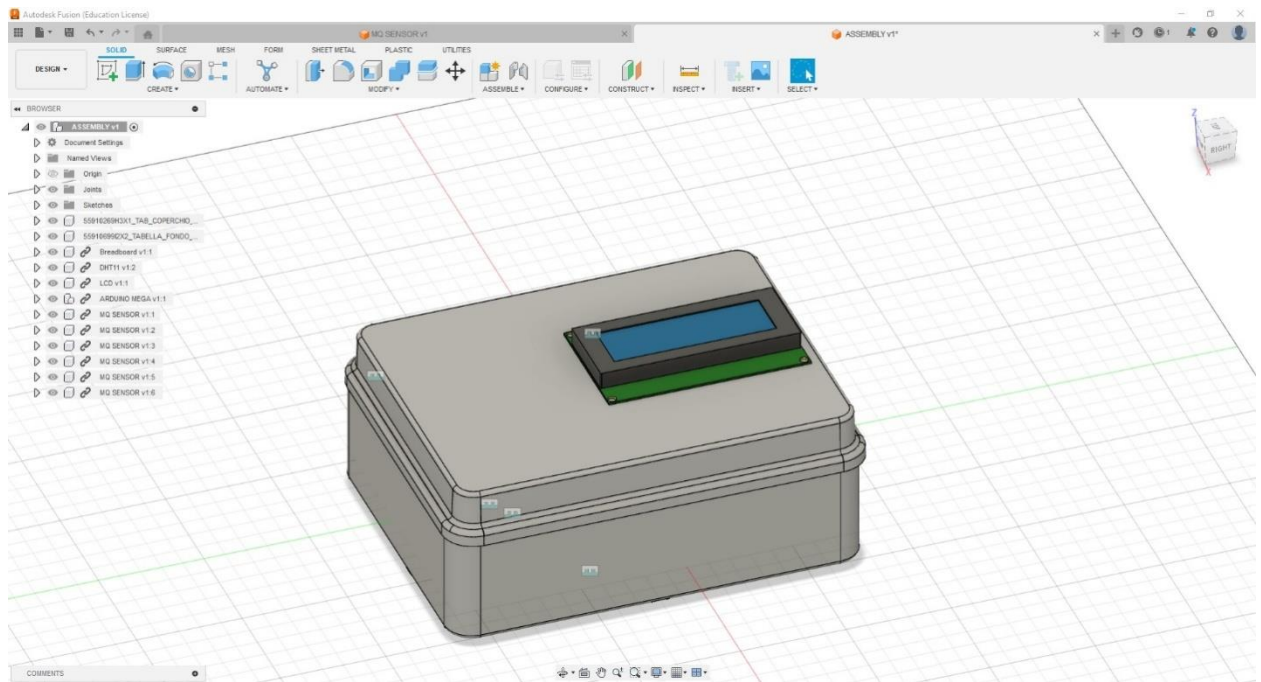 Autodesk Fusion (Education License)
MQ SENSOR v1
ASSEMBLY v1*
1
SOLID SURFACE MESH FORM SHEET METAL PLASTIC UTILITIES
DESIGN
CREATE AUTOMATE MODIFY ASSEMBLE CONFIGURE CONSTRUCT INSPECT INSERT SELECT
BROWSER
ASSEMBLY v1
Document Settings
Named Views
Origin
Joints
Sketches
55910269H3X1_TAB_COPERCHIO_...
_TABELLA_FONDO_...
Breadboard v1:1
DHT11 v1:2
LCD v1:1
ARDUINO MEGA v1:1
MQ SENSOR v1:1
MQ SENSOR v1:2
MQ SENSOR v1:3
MQ SENSOR v1:4
MQ SENSOR v1:5
MQ SENSOR v1:6
Z
RIGHT
X
COMMENTS